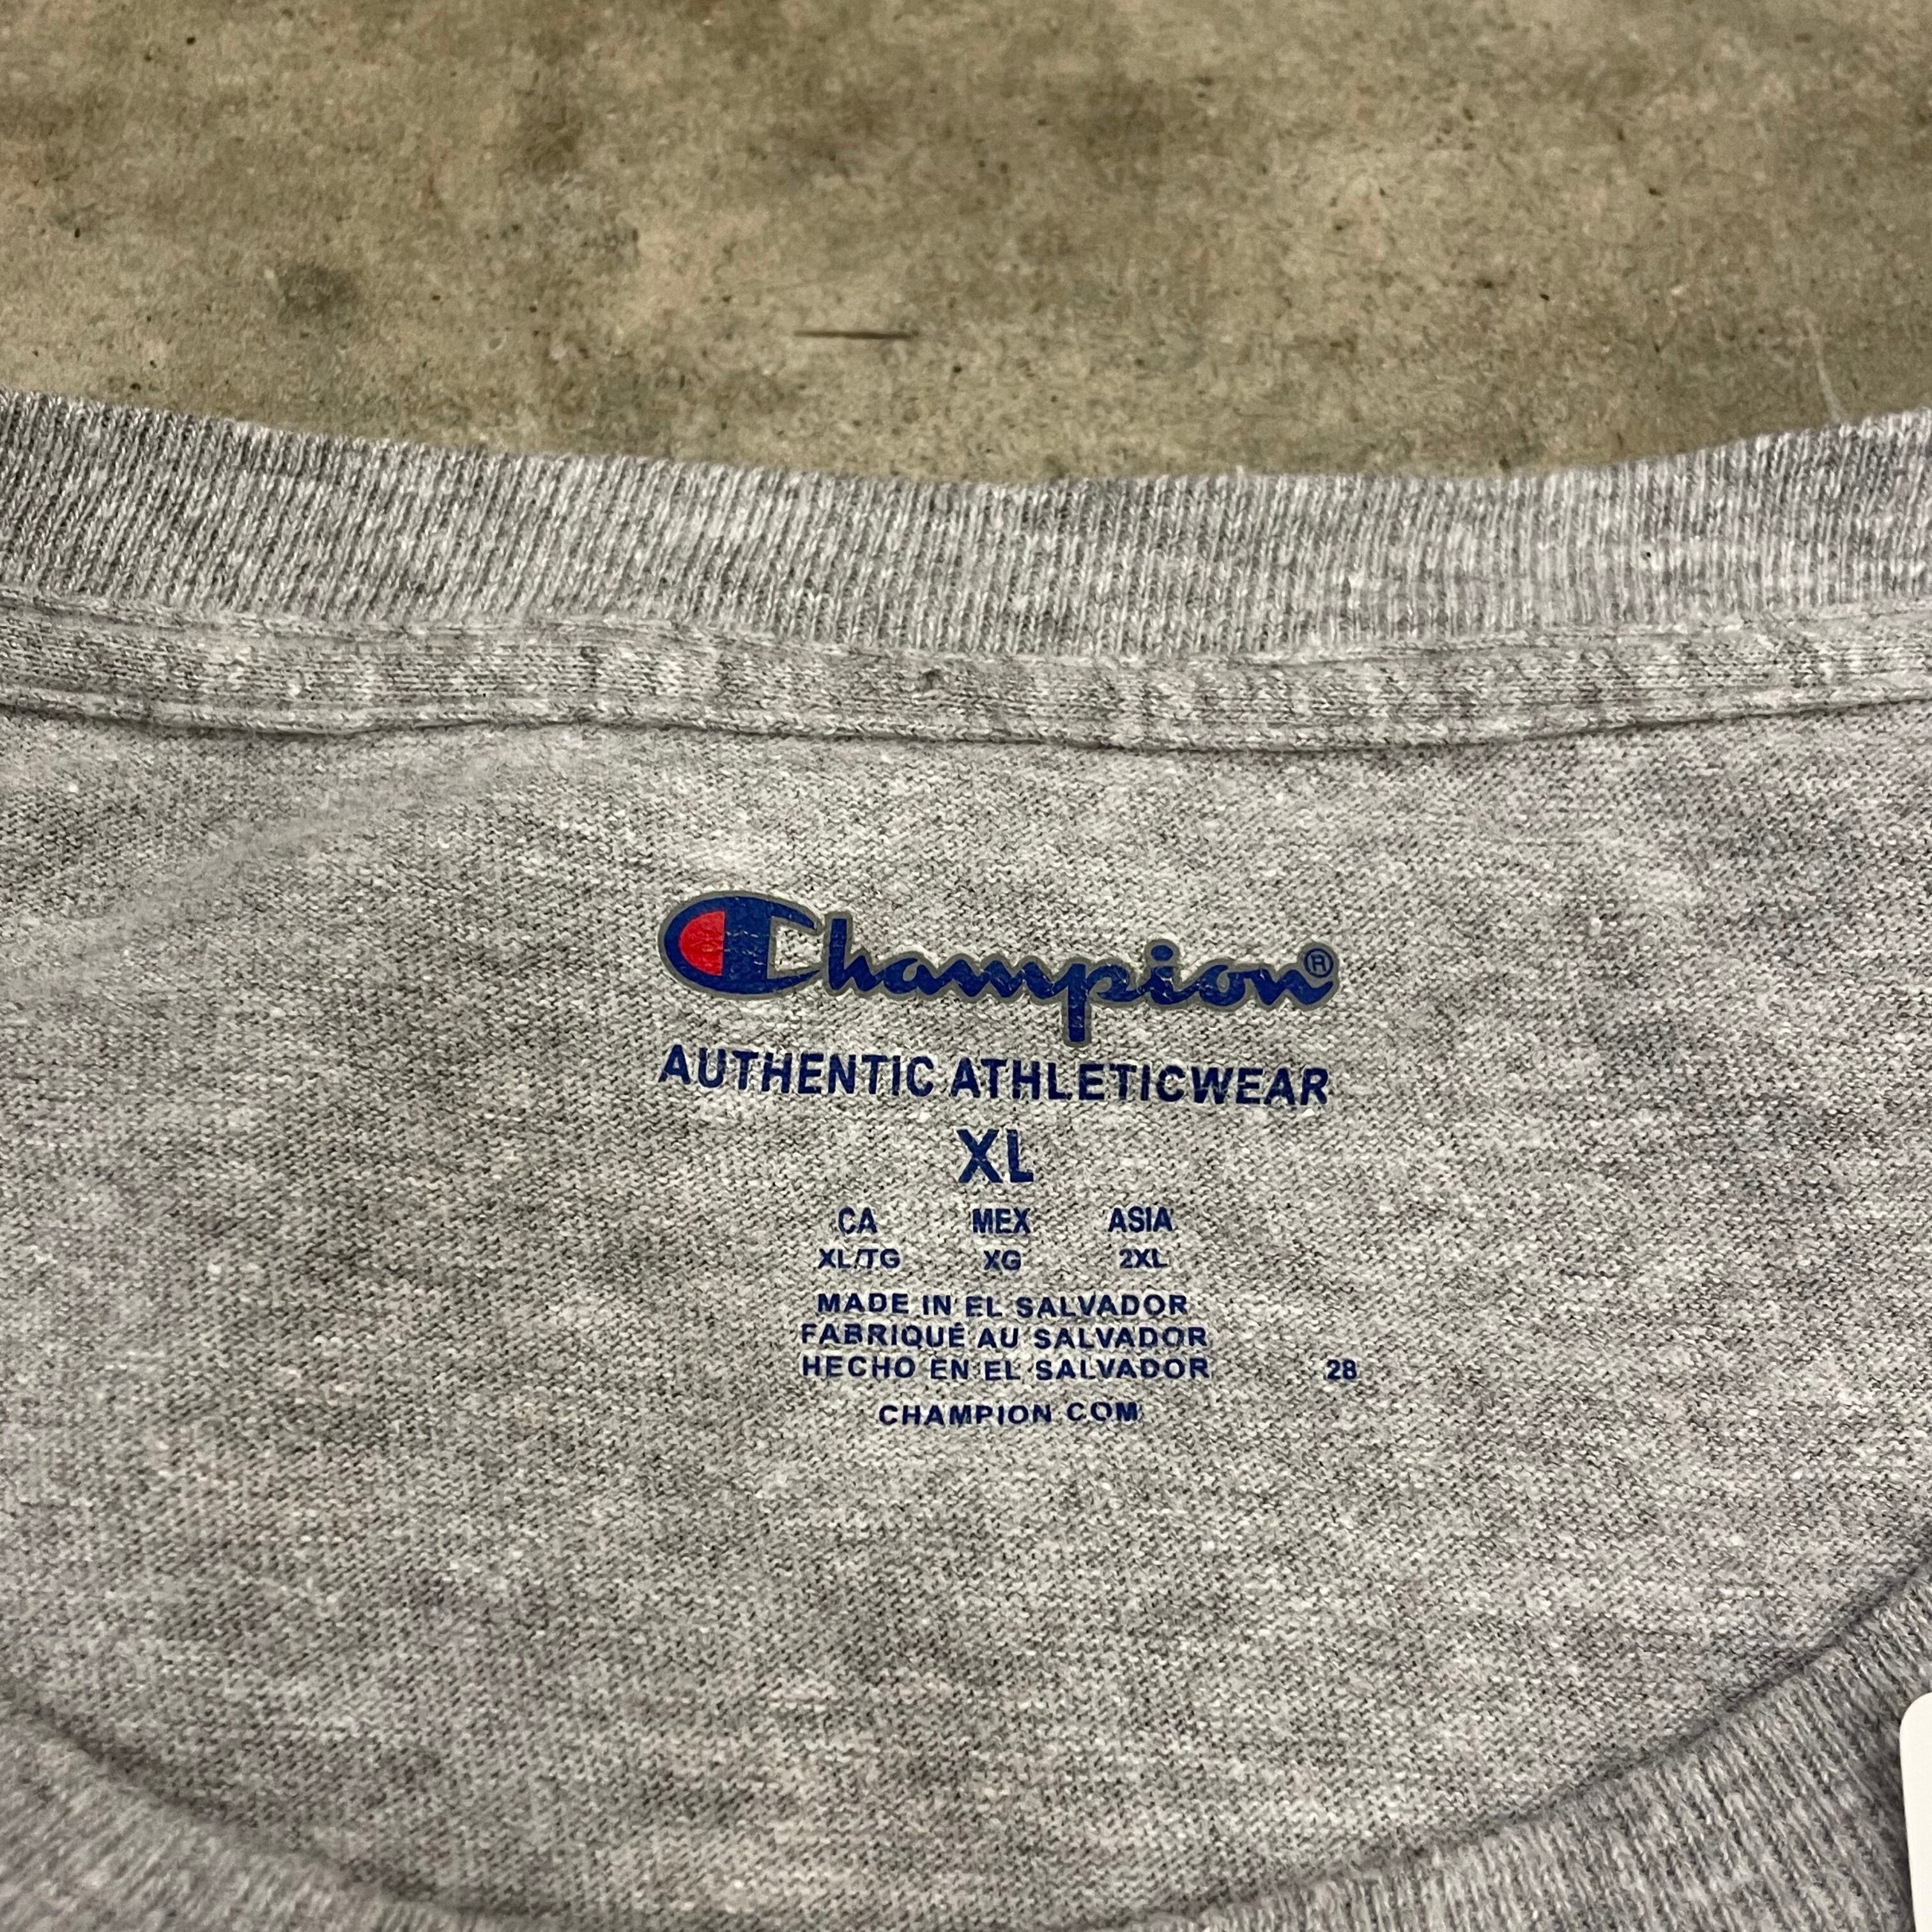 Champion®
AUTHENTIC ATHLETICWEAR
XL
CA MEX ASIA
XL/TG XG 2XL
MADE IN EL SALVADOR
FABRIQUÉ AU SALVADOR
HECHO EN EL SALVADOR 28
CHAMPION.COM